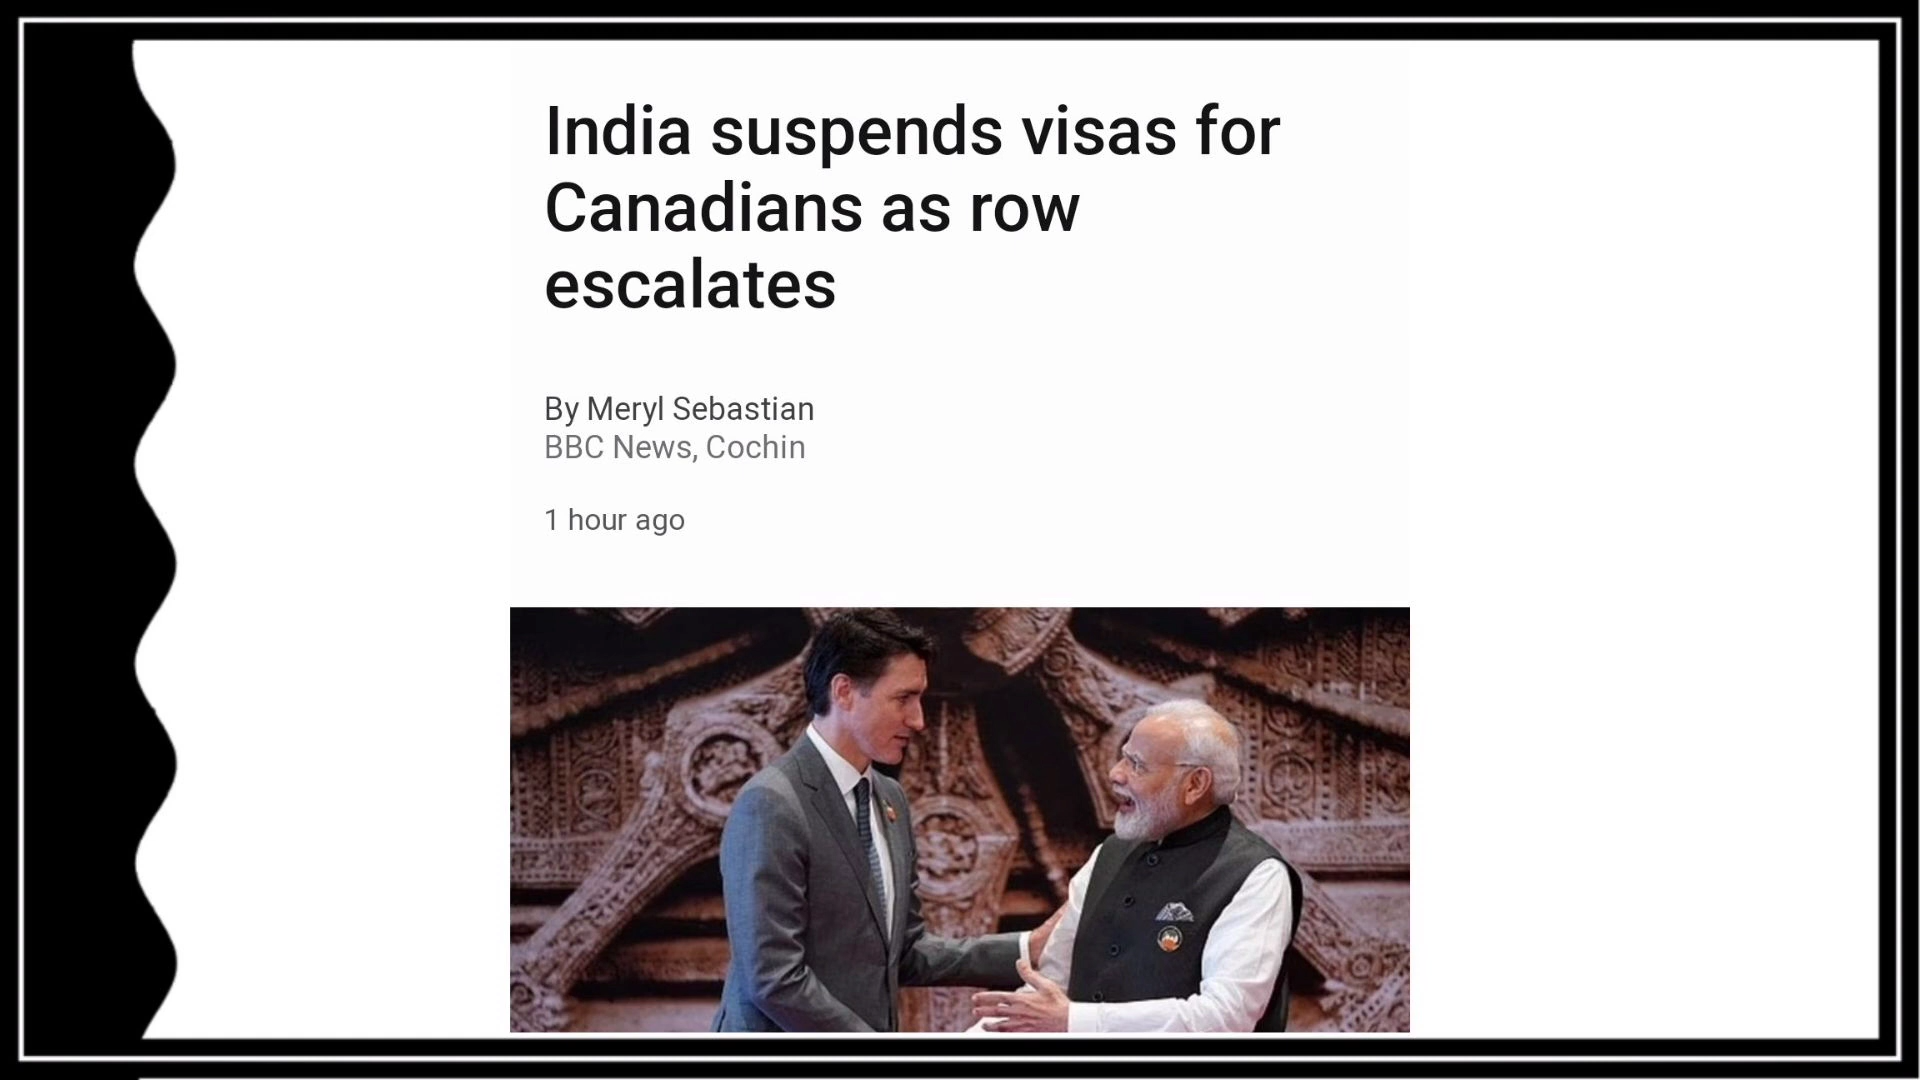 India suspends visas for
Canadians as row
escalates
By Meryl Sebastian
BBC News, Cochin
1 hour ago